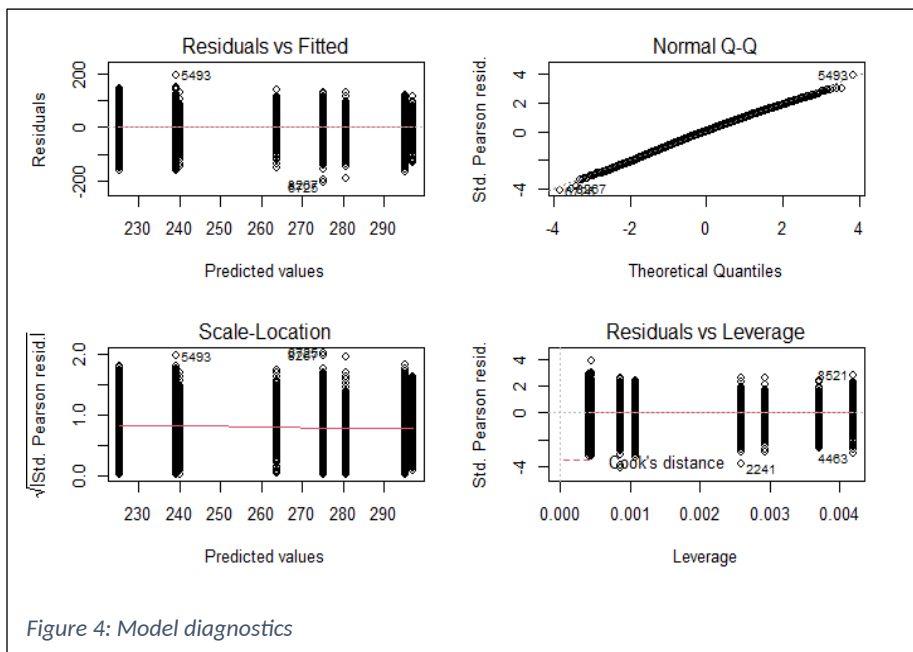 Residuals vs Fitted
Residuals
200
0
-200
5493
6725
230 240 250 260 270 280 290
Predicted values
Normal Q-Q
Std. Pearson resid.
4
2
0
-2
-4
5493
-4 -2 0 2 4
Theoretical Quantiles
Scale-Location
√|Std. Pearson resid.|
2.0
1.0
0.0
5493
230 240 250 260 270 280 290
Predicted values
Residuals vs Leverage
Std. Pearson resid.
4
2
0
-4
8521
4463
Cook's distance
2241
0.000 0.001 0.002 0.003 0.004
Leverage
Figure 4: Model diagnostics